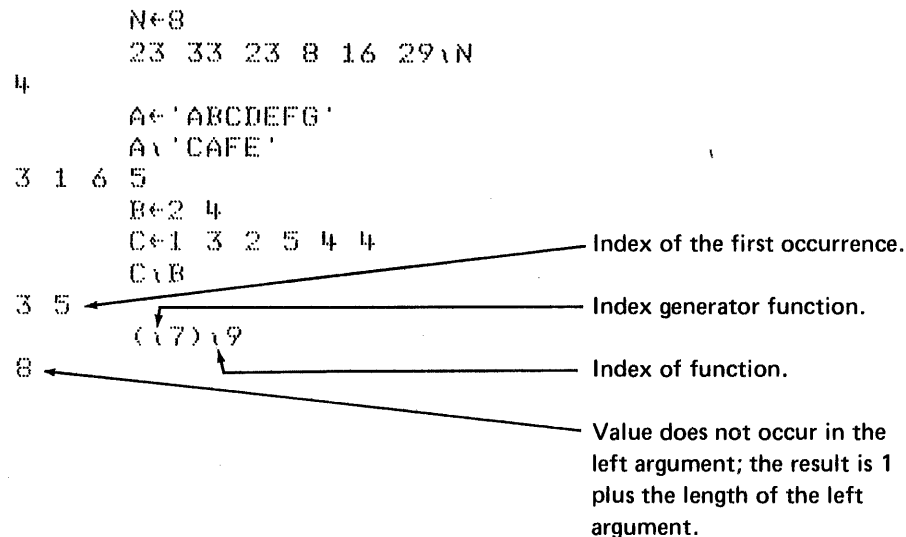 N←8
23 33 23 8 16 29⍳N
4
A←'ABCDEFG'
A⍳'CAFE'
3 1 6 5
B←2 4
C←1 3 2 5 4 4
C⍳B
3 5
(⍳7)⍳9
8
Index of the first occurrence.
Index generator function.
Index of function.
Value does not occur in the
left argument; the result is 1
plus the length of the left
argument.